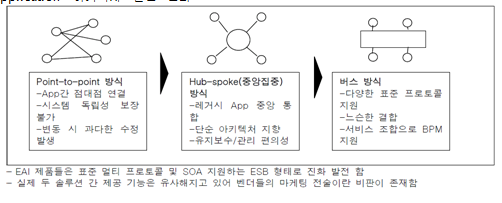 Point-to-point 방식
-App간 점대점 연결
-시스템 독립성 보장
불가
-변동 시 과다한 수정
발생
Hub-spoke(중앙집중)
방식
-레거시 App 중앙 통
합
-단순 아키텍처 지향
-유지보수/관리 편의성
버스 방식
-다양한 표준 프로토콜
지원
-느슨한 결합
-서비스 조합으로 BPM
지원
- EAI 제품들은 표준 멀티 프로토콜 및 SOA 지원하는 ESB 형태로 진화 발전 함
- 실제 두 솔루션 간 제공 기능은 유사해지고 있어 벤더들의 마케팅 전술이란 비판이 존재함